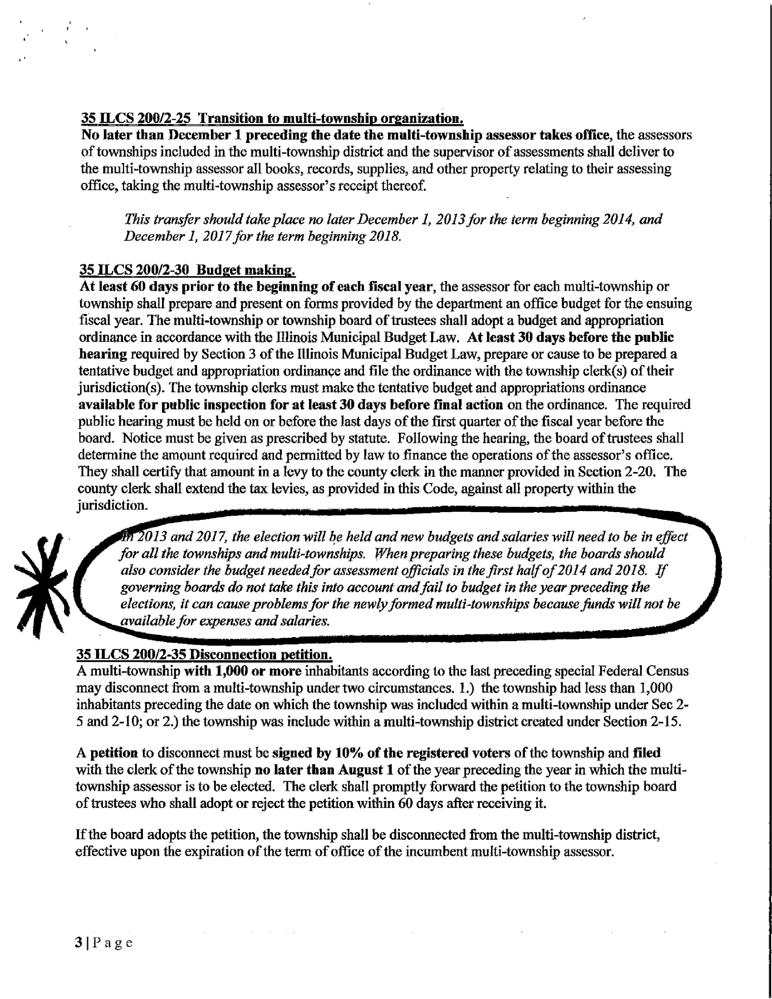 35 ILCS 200/2-25  Transition to multi-township organization.
No later than December 1 preceding the date the multi-township assessor takes office, the assessors
of townships included in the multi-township district and the supervisor of assessments shall deliver to
the multi-township assessor all books, records, supplies, and other property relating to their assessing
office, taking the multi-township assessor's receipt thereof.
This transfer should take place no later December 1, 2013 for the term beginning 2014, and
December 1, 2017 for the term beginning 2018.
35 ILCS 200/2-30  Budget making.
At least 60 days prior to the beginning of each fiscal year, the assessor for each multi-township or
township shall prepare and present on forms provided by the department an office budget for the ensuing
fiscal year. The multi-township or township board of trustees shall adopt a budget and appropriation
ordinance in accordance with the Illinois Municipal Budget Law.  At least 30 days before the public
hearing required by Section 3 of the Illinois Municipal Budget Law, prepare or cause to be prepared a
tentative budget and appropriation ordinance and file the ordinance with the township clerk(s) of their
jurisdiction(s). The township clerks must make the tentative budget and appropriations ordinance
available for public inspection for at least 30 days before final action on the ordinance.  The required
public hearing must be held on or before the last days of the first quarter of the fiscal year before the
board.  Notice must be given as prescribed by statute.  Following the hearing, the board of trustees shall
determine the amount required and permitted by law to finance the operations of the assessor's office.
They shall certify that amount in a levy to the county clerk in the manner provided in Section 2-20.  The
county clerk shall extend the tax levies, as provided in this Code, against all property within the
jurisdiction.
In 2013 and 2017, the election will be held and new budgets and salaries will need to be in effect
for all the townships and multi-townships.  When preparing these budgets, the boards should
also consider the budget needed for assessment officials in the first half of 2014 and 2018.  If
governing boards do not take this into account and fail to budget in the year preceding the
elections, it can cause problems for the newly formed multi-townships because funds will not be
available for expenses and salaries.
35 ILCS 200/2-35 Disconnection petition.
A multi-township with 1,000 or more inhabitants according to the last preceding special Federal Census
may disconnect from a multi-township under two circumstances. 1.)  the township had less than 1,000
inhabitants preceding the date on which the township was included within a multi-township under Sec 2-
5 and 2-10; or 2.) the township was include within a multi-township district created under Section 2-15.
A petition to disconnect must be signed by 10% of the registered voters of the township and filed
with the clerk of the township no later than August 1 of the year preceding the year in which the multi-
township assessor is to be elected.  The clerk shall promptly forward the petition to the township board
of trustees who shall adopt or reject the petition within 60 days after receiving it.
If the board adopts the petition, the township shall be disconnected from the multi-township district,
effective upon the expiration of the term of office of the incumbent multi-township assessor.
3 | P a g e